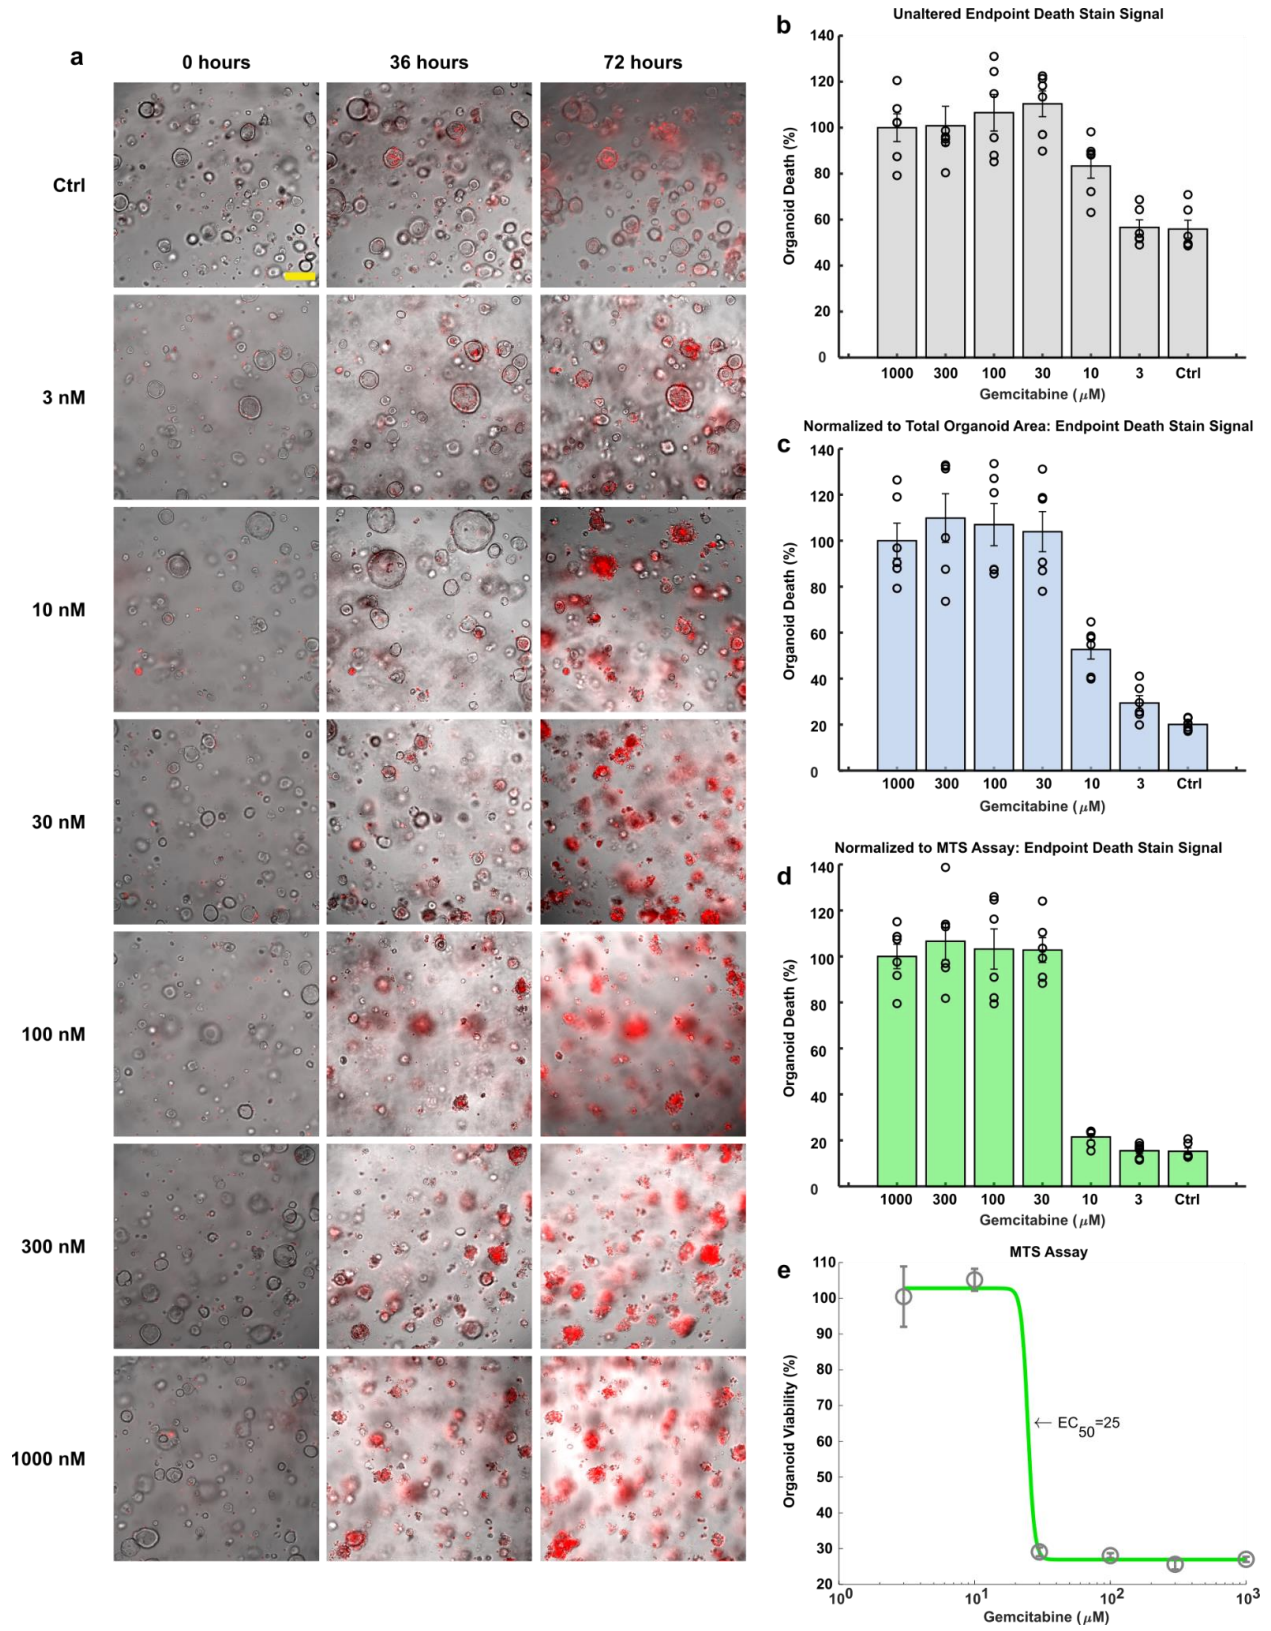 a
0 hours 36 hours 72 hours
Ctrl
3 nM
10 nM
30 nM
100 nM
300 nM
1000 nM
b
Unaltered Endpoint Death Stain Signal
Organoid Death (%)
140
120
100
80
60
40
20
0
1000 300 100 30 10 3 Ctrl
Gemcitabine (μM)
c
Normalized to Total Organoid Area: Endpoint Death Stain Signal
Organoid Death (%)
140
120
100
80
60
40
20
0
1000 300 100 30 10 3 Ctrl
Gemcitabine (μM)
d
Normalized to MTS Assay: Endpoint Death Stain Signal
Organoid Death (%)
140
120
100
80
60
40
20
0
1000 300 100 30 10 3 Ctrl
Gemcitabine (μM)
e
MTS Assay
Organoid Viability (%)
110
100
90
80
70
60
50
40
30
20
← EC50=25
10^0 10^1 10^2 10^3
Gemcitabine (μM)